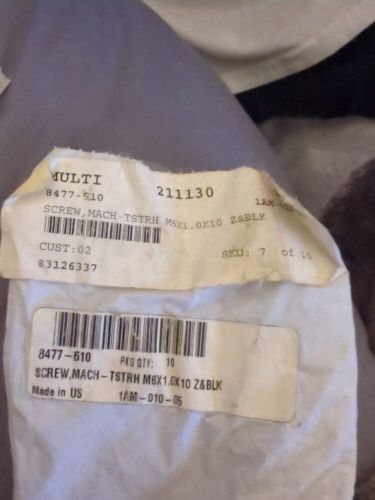 MULTI 211130
8477-610 1AM-
SCREW,MACH-TSTRH M6X1.0X10 Z&BLK
CUST:02 SKU: 7 of 15
83126337
8477-610 PKG QTY: 10
SCREW,MACH-TSTRH M6X1.0X10 Z&BLK
Made in US 1AM-010-05